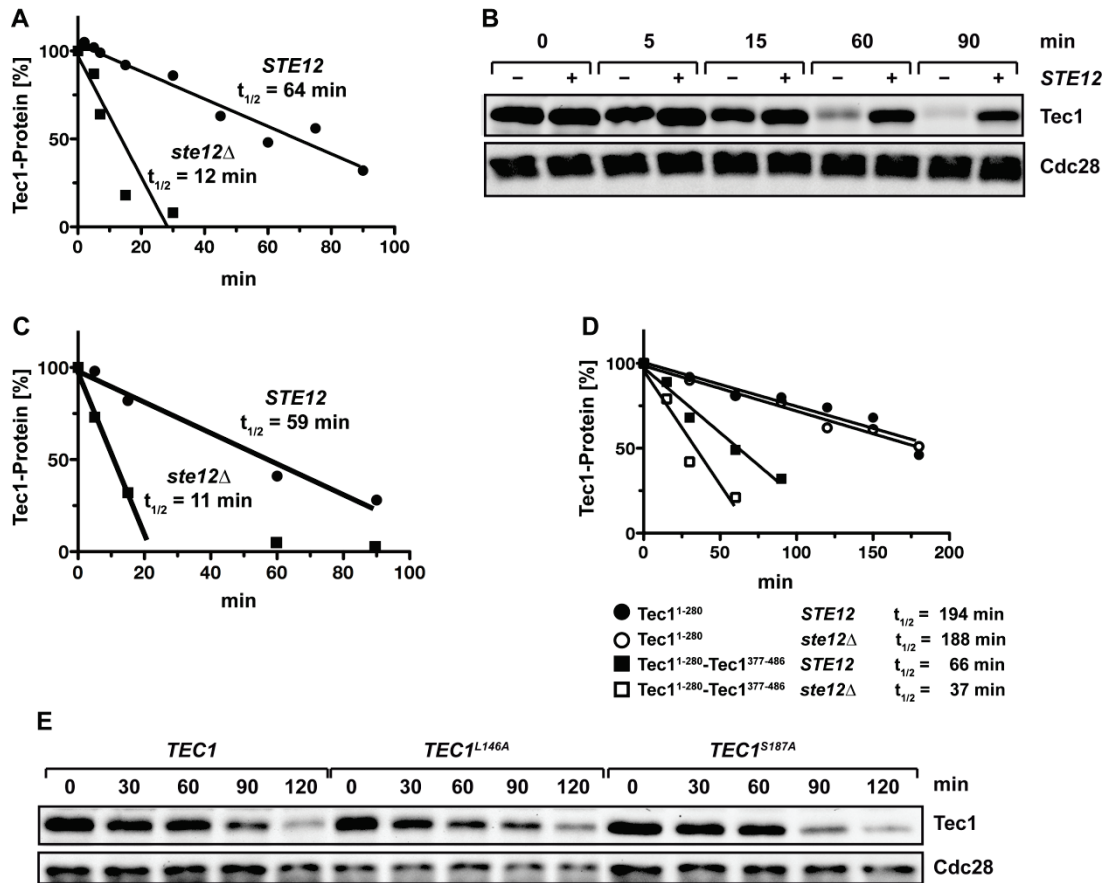 A
Tec1-Protein [%]
100
50
0
STE12
t1/2 = 64 min
ste12Δ
t1/2 = 12 min
0 20 40 60 80 100
min
B
0 5 15 60 90 min
– + – + – + – + – + STE12
Tec1
Cdc28
C
Tec1-Protein [%]
100
50
0
STE12
t1/2 = 59 min
ste12Δ
t1/2 = 11 min
0 20 40 60 80 100
min
D
Tec1-Protein [%]
100
50
0
0 50 100 150 200
min
Tec11-280 STE12 t1/2 = 194 min
Tec11-280 ste12Δ t1/2 = 188 min
Tec11-280-Tec1377-486 STE12 t1/2 = 66 min
Tec11-280-Tec1377-486 ste12Δ t1/2 = 37 min
E
TEC1 TEC1L146A TEC1S187A
0 30 60 90 120 0 30 60 90 120 0 30 60 90 120 min
Tec1
Cdc28